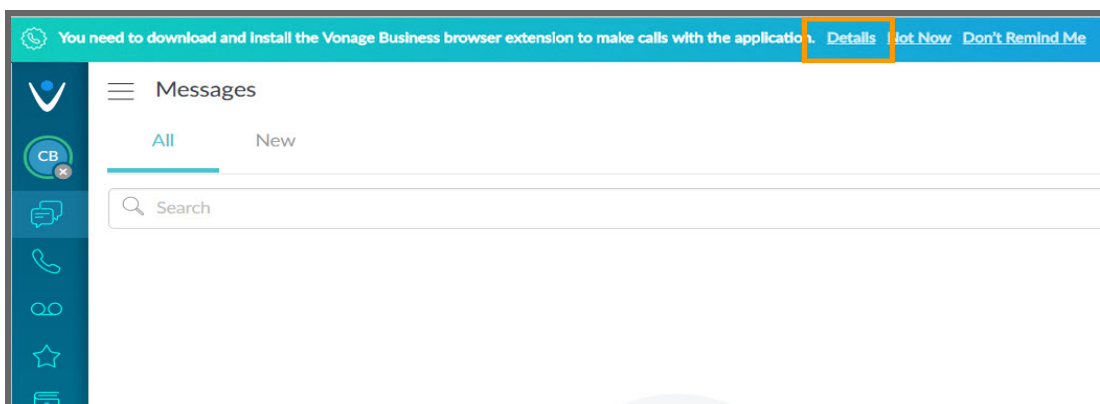 You need to download and install the Vonage Business browser extension to make calls with the application. Details Not Now Don't Remind Me
Messages
All New
CB
Search